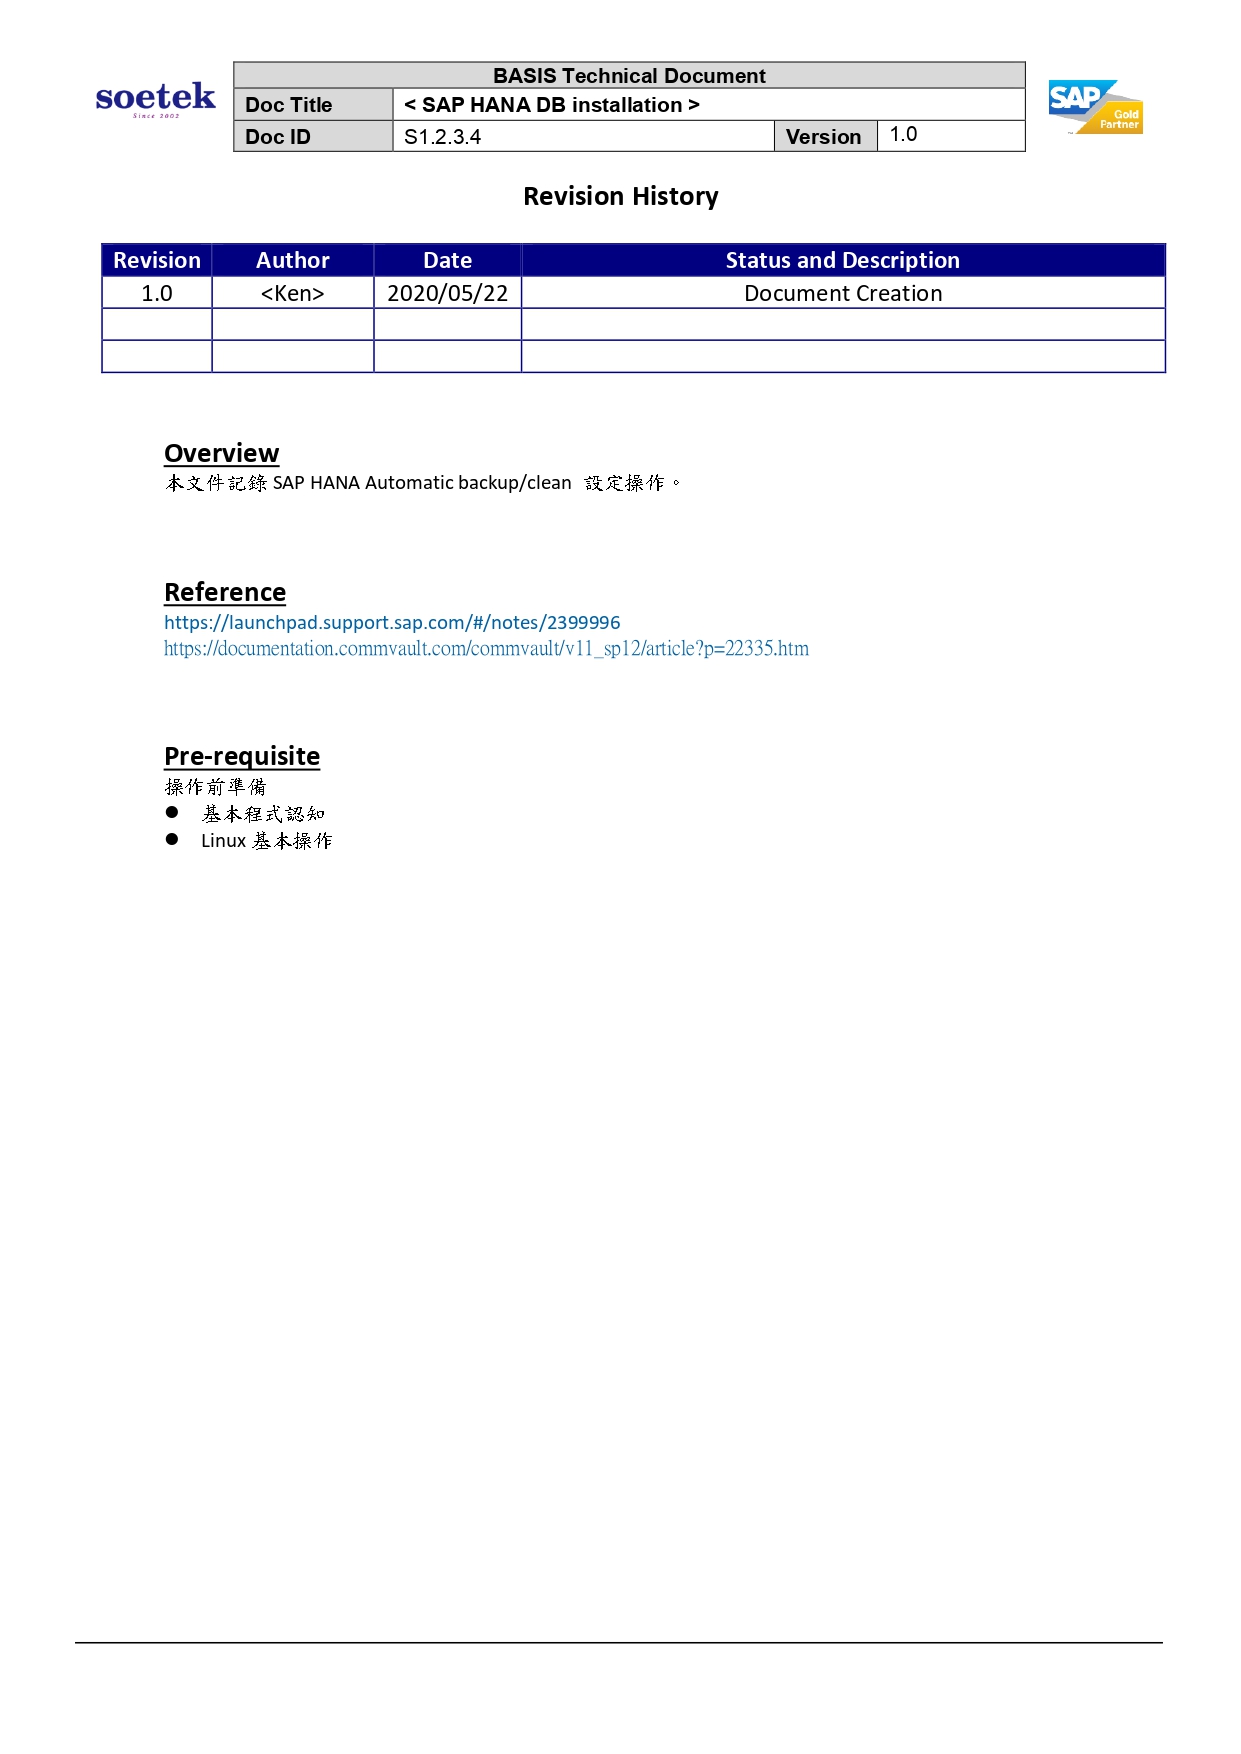 soetek
Since 2002
BASIS Technical Document
Doc Title < SAP HANA DB installation >
Doc ID S1.2.3.4 Version 1.0
SAP
Gold
Partner
Revision History
Revision Author Date Status and Description
1.0 <Ken> 2020/05/22 Document Creation
Overview
本文件記錄 SAP HANA Automatic backup/clean 設定操作。
Reference
https://launchpad.support.sap.com/#/notes/2399996
https://documentation.commvault.com/commvault/v11_sp12/article?p=22335.htm
Pre-requisite
操作前準備
● 基本程式認知
● Linux 基本操作